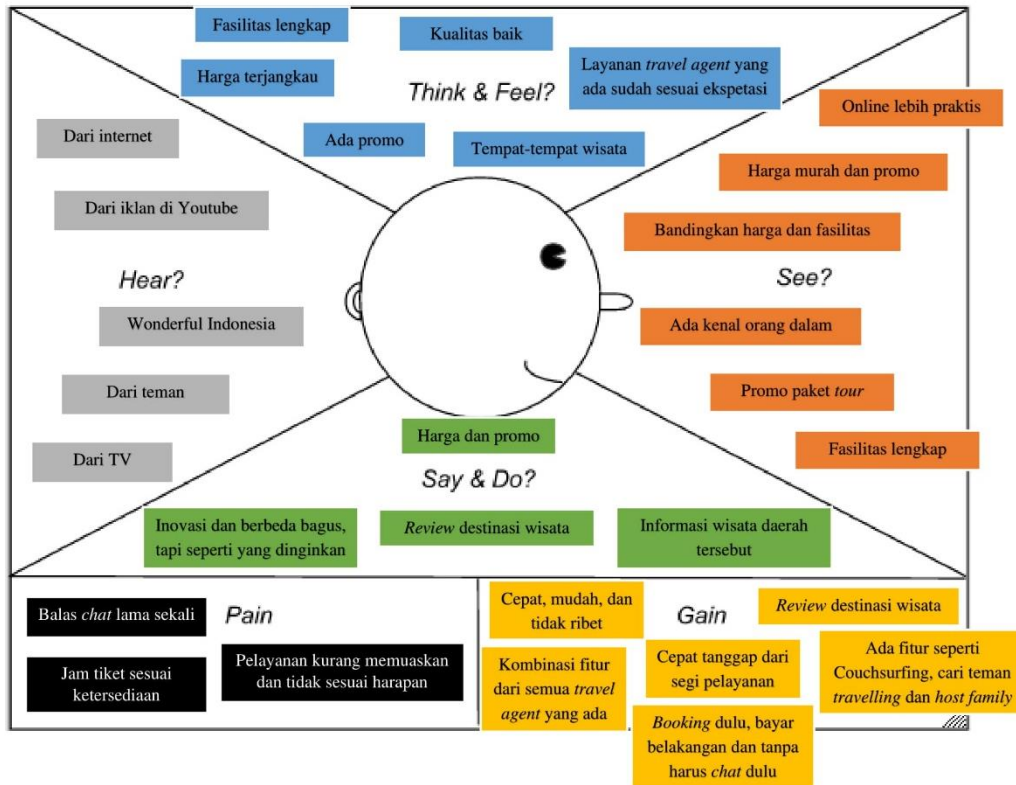 Fasilitas lengkap
Kualitas baik
Harga terjangkau
Layanan travel agent yang
ada sudah sesuai ekspetasi
Think & Feel?
Ada promo
Tempat-tempat wisata
Dari internet
Dari iklan di Youtube
Hear?
Wonderful Indonesia
Dari teman
Dari TV
Online lebih praktis
Harga murah dan promo
Bandingkan harga dan fasilitas
See?
Ada kenal orang dalam
Promo paket tour
Fasilitas lengkap
Harga dan promo
Say & Do?
Inovasi dan berbeda bagus,
tapi seperti yang dinginkan
Review destinasi wisata
Informasi wisata daerah
tersebut
Balas chat lama sekali
Pain
Jam tiket sesuai
ketersediaan
Pelayanan kurang memuaskan
dan tidak sesuai harapan
Cepat, mudah, dan
tidak ribet
Gain
Review destinasi wisata
Kombinasi fitur
dari semua travel
agent yang ada
Cepat tanggap dari
segi pelayanan
Ada fitur seperti
Couchsurfing, cari teman
travelling dan host family
Booking dulu, bayar
belakangan dan tanpa
harus chat dulu